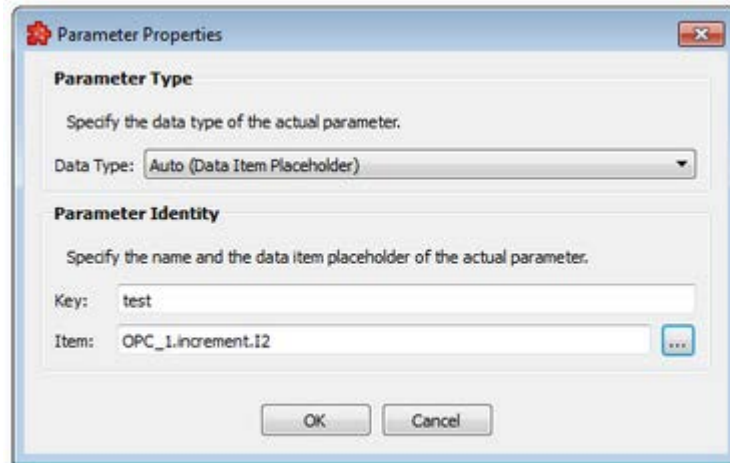 Parameter Properties
Parameter Type
Specify the data type of the actual parameter.
Data Type: Auto (Data Item Placeholder)
Parameter Identity
Specify the name and the data item placeholder of the actual parameter.
Key: test
Item: OPC_1.increment.I2 ...
OK Cancel